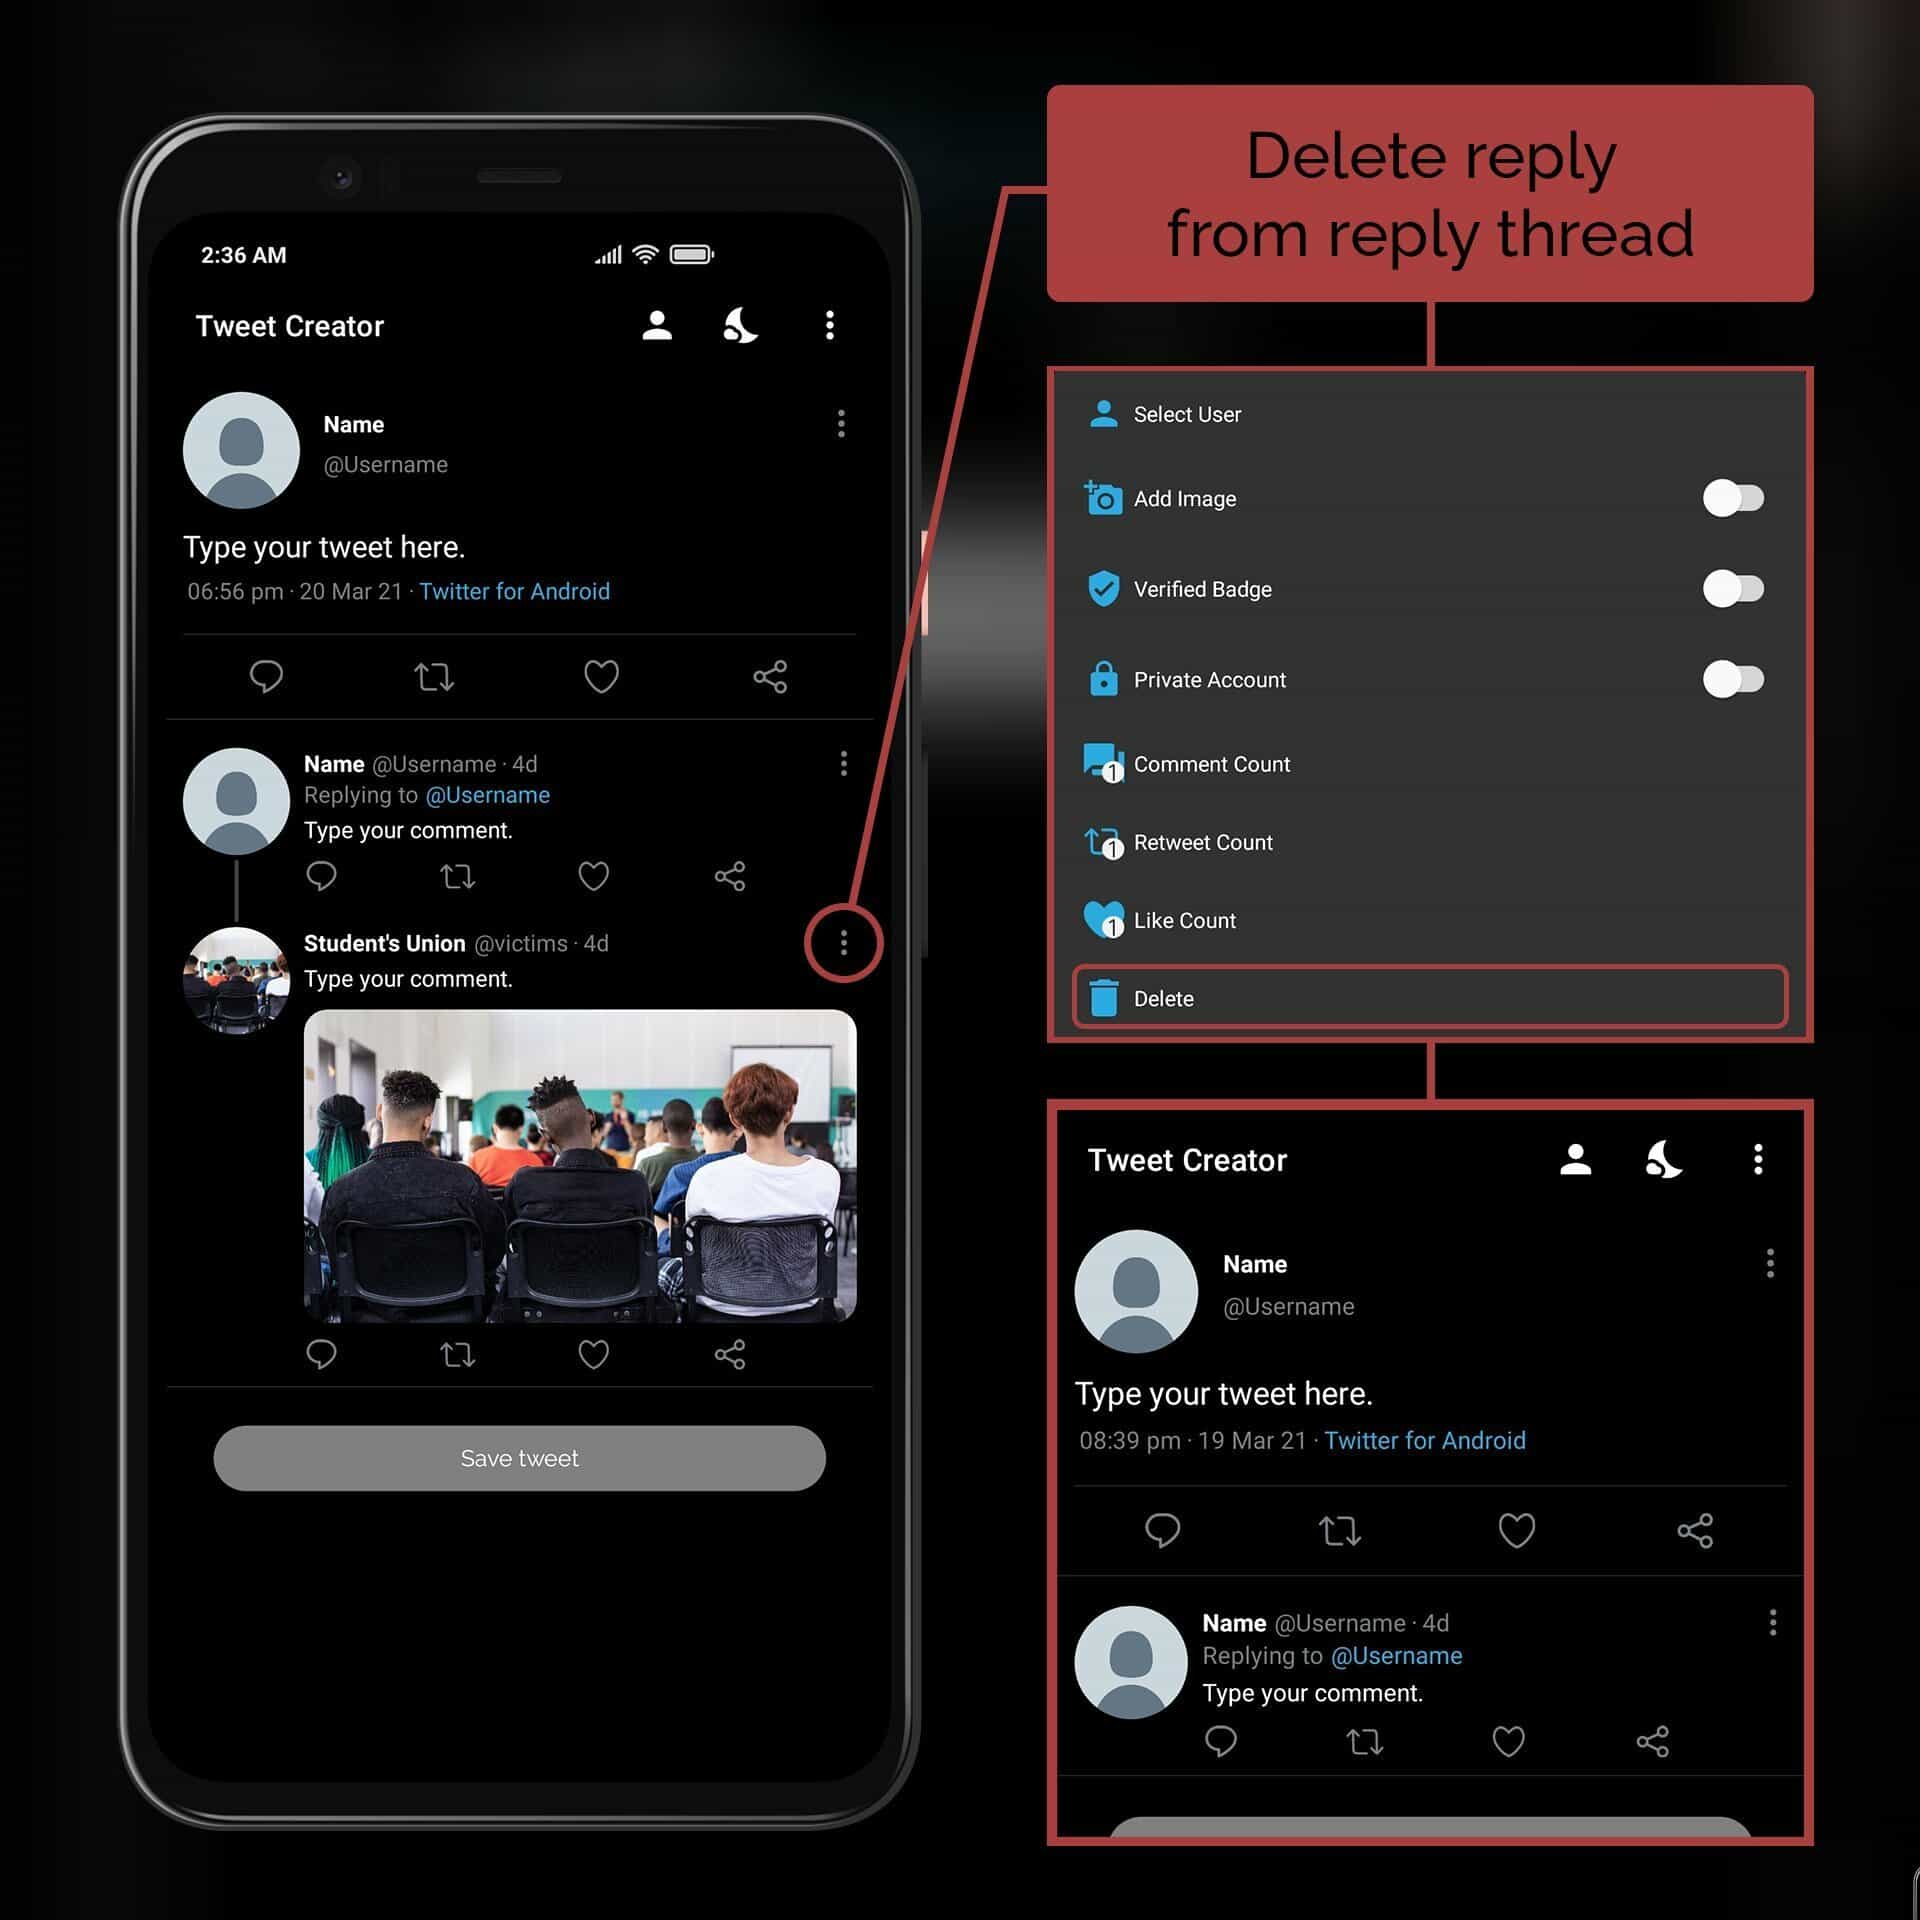 2:36 AM
Tweet Creator
Name
@Username
Type your tweet here.
06:56 pm · 20 Mar 21 · Twitter for Android
Name @Username · 4d
Replying to @Username
Type your comment.
Student's Union @victims · 4d
Type your comment.
Save tweet
Delete reply
from reply thread
Select User
Add Image
Verified Badge
Private Account
1 Comment Count
1 Retweet Count
1 Like Count
Delete
Tweet Creator
Name
@Username
Type your tweet here.
08:39 pm · 19 Mar 21 · Twitter for Android
Name @Username · 4d
Replying to @Username
Type your comment.